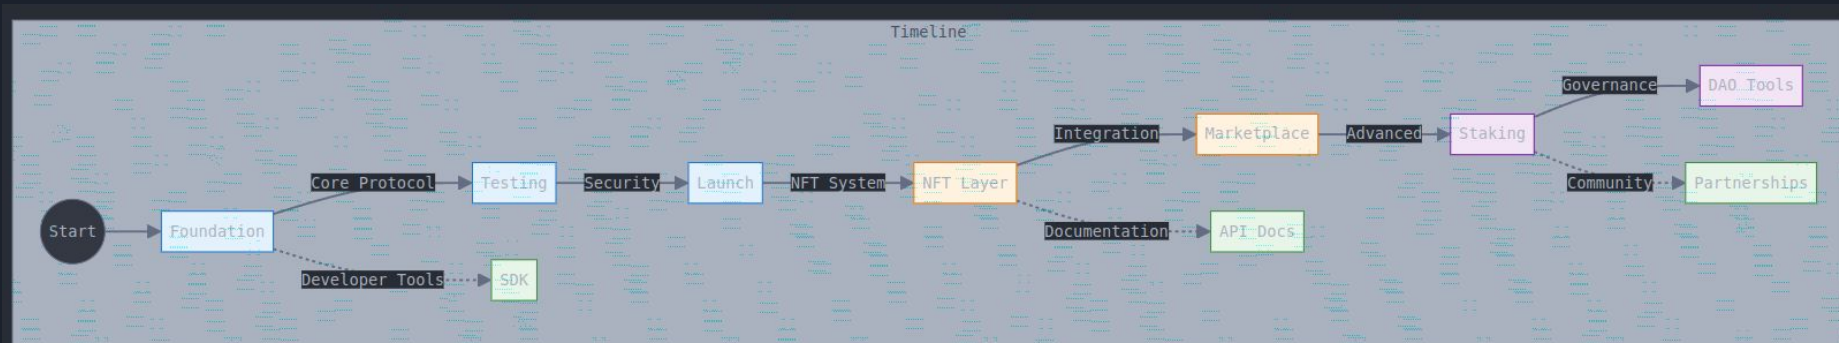 Timeline
Start
Foundation
Core Protocol
Testing
Security
Launch
NFT System
NFT Layer
Integration
Marketplace
Advanced
Staking
Governance
DAO Tools
Community
Partnerships
Documentation
API Docs
Developer Tools
SDK